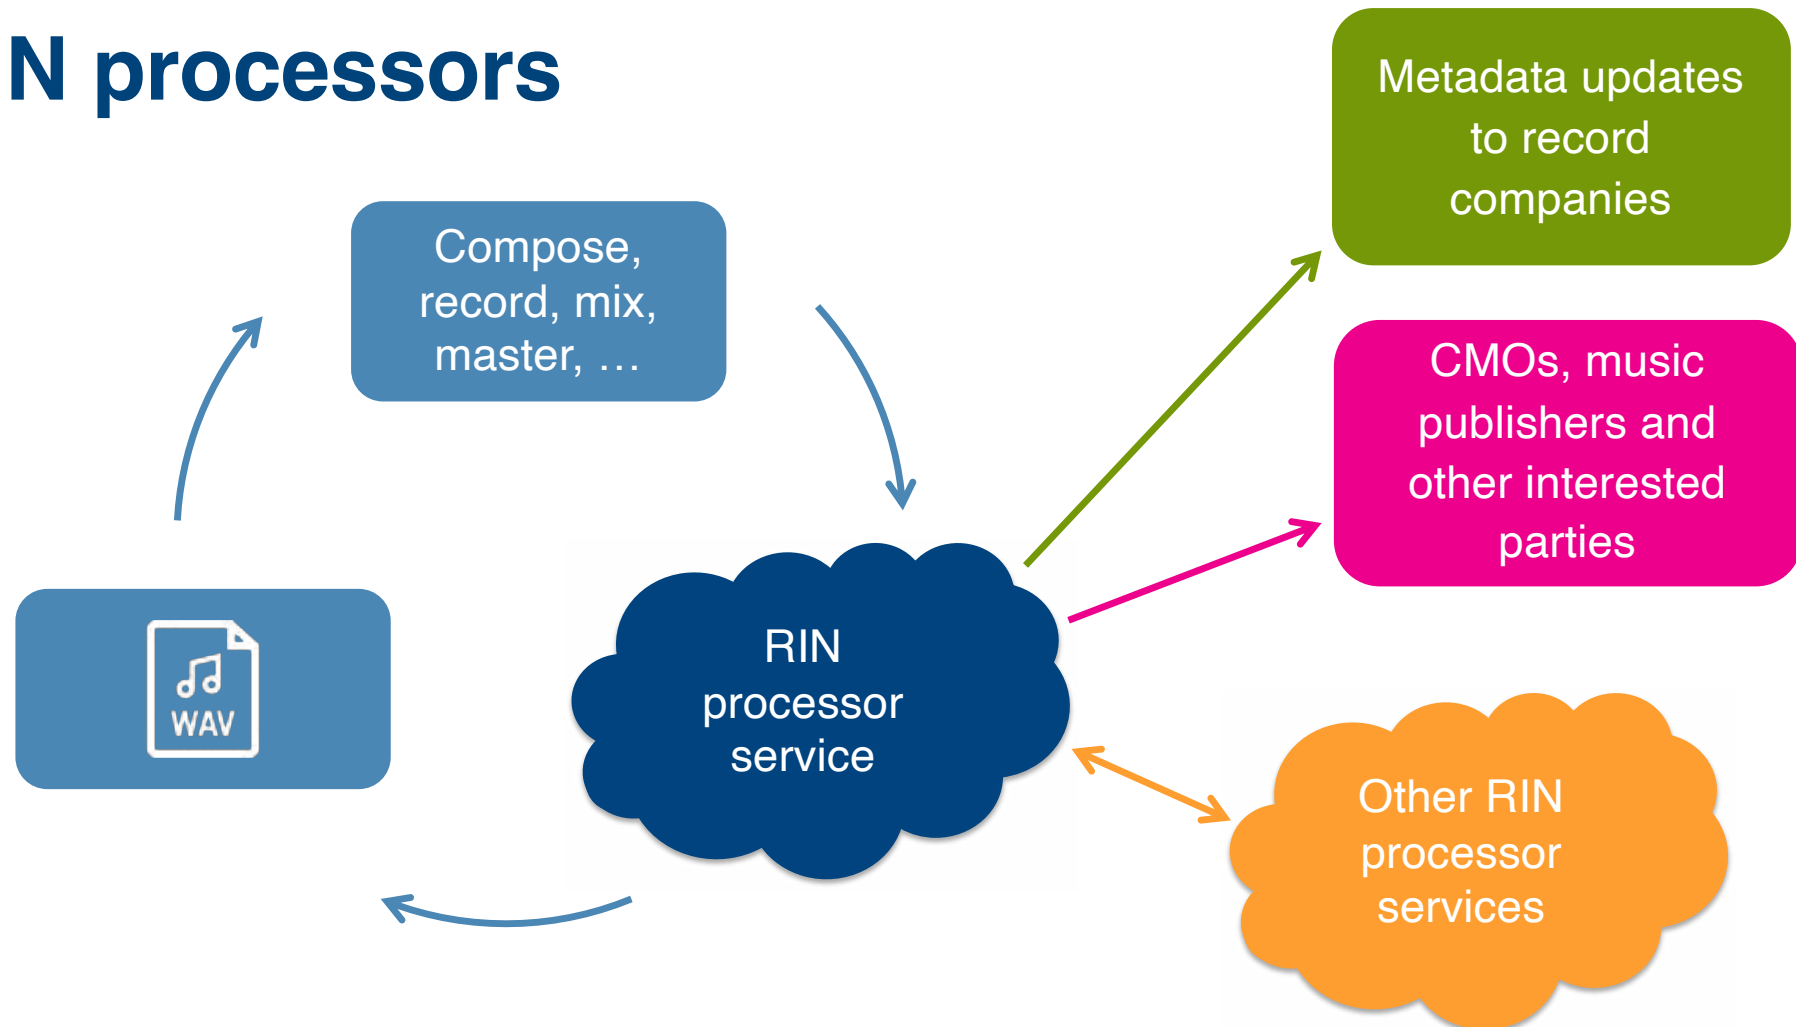 N processors
Metadata updates
to record
companies
Compose,
record, mix,
master, …
CMOs, music
publishers and
other interested
parties
WAV
RIN
processor
service
Other RIN
processor
services